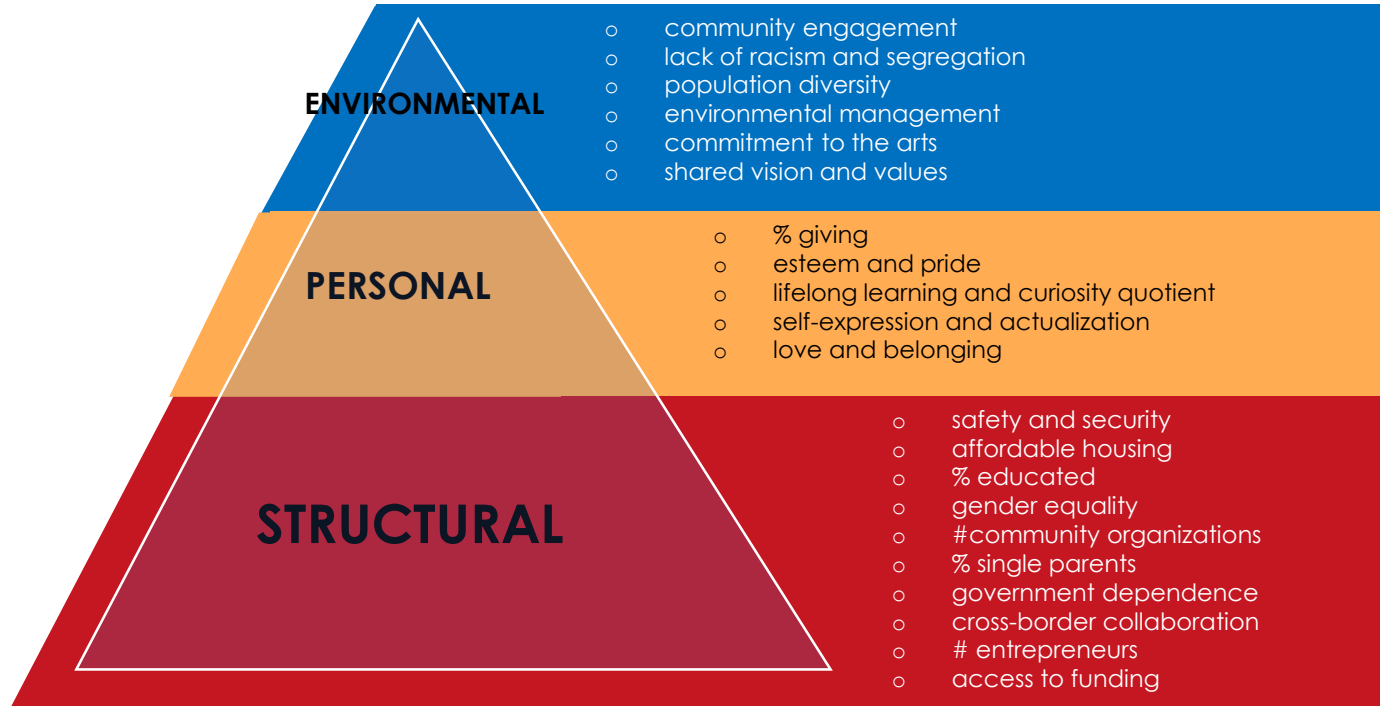 ENVIRONMENTAL
o community engagement
o lack of racism and segregation
o population diversity
o environmental management
o commitment to the arts
o shared vision and values
PERSONAL
o % giving
o esteem and pride
o lifelong learning and curiosity quotient
o self-expression and actualization
o love and belonging
STRUCTURAL
o safety and security
o affordable housing
o % educated
o gender equality
o #community organizations
o % single parents
o government dependence
o cross-border collaboration
o # entrepreneurs
o access to funding